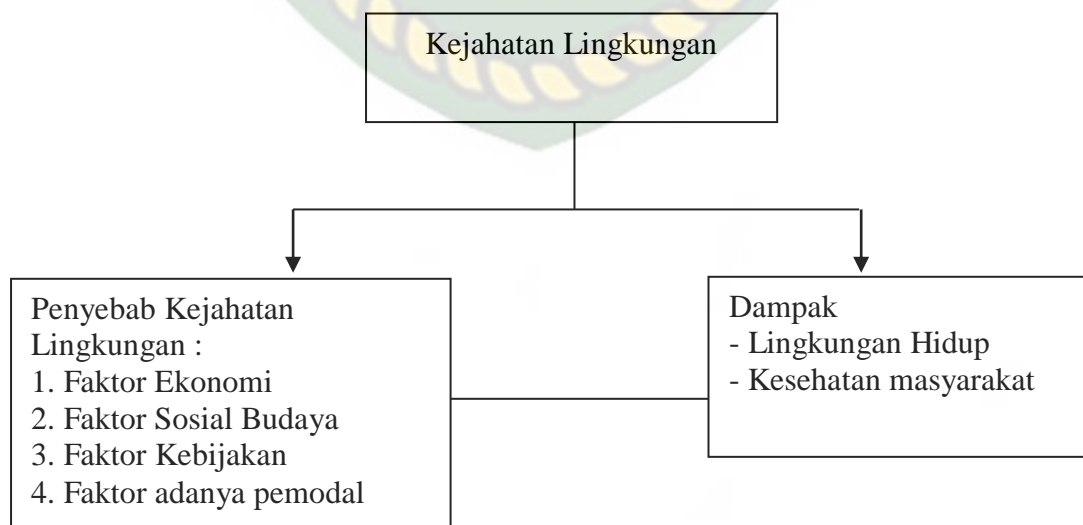 Kejahatan Lingkungan
Penyebab Kejahatan
Lingkungan :
1. Faktor Ekonomi
2. Faktor Sosial Budaya
3. Faktor Kebijakan
4. Faktor adanya pemodal
Dampak
- Lingkungan Hidup
- Kesehatan masyarakat